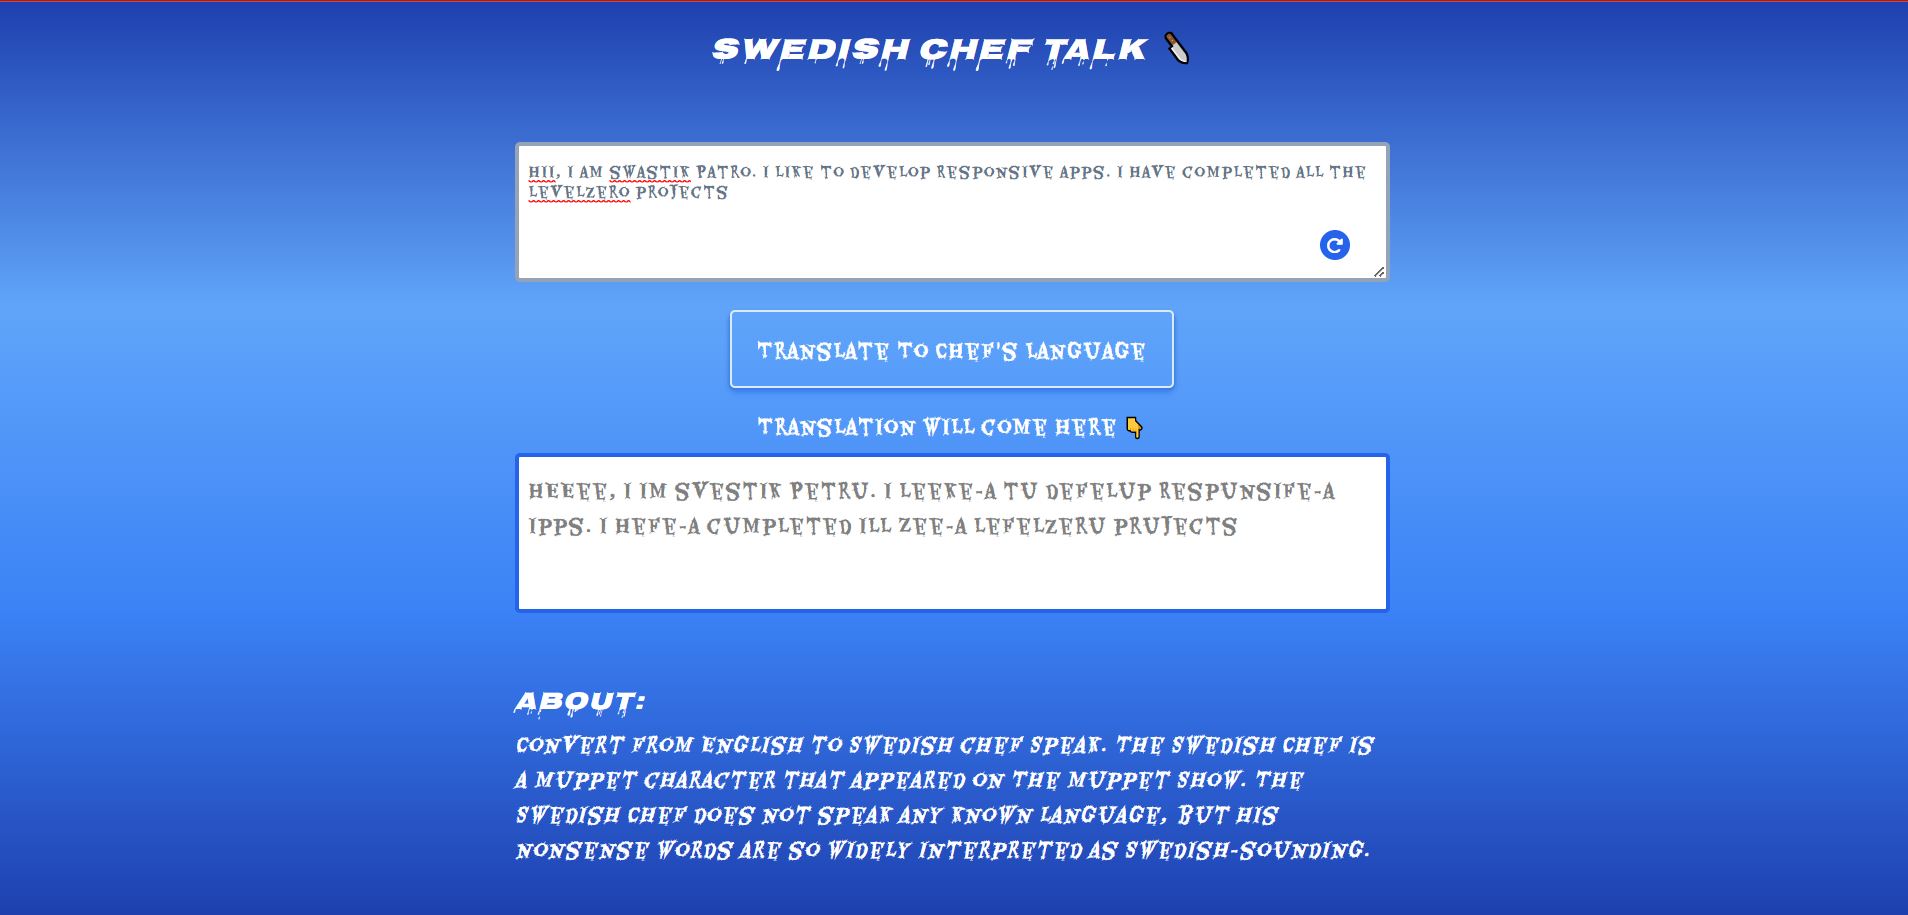 SWEDISH CHEF TALK 🔪
HII, I AM SWASTIK PATRO. I LIKE TO DEVELOP RESPONSIVE APPS. I HAVE COMPLETED ALL THE
LEVELZERO PROJECTS
TRANSLATE TO CHEF'S LANGUAGE
TRANSLATION WILL COME HERE 👇
HEEEE, I IM SVESTIK PETRU. I LEEKE-A TU DEFELUP RESPUNSIFE-A
IPPS. I HEFE-A CUMPLETED ILL ZEE-A LEFELZERU PRUJECTS
ABOUT:
CONVERT FROM ENGLISH TO SWEDISH CHEF SPEAK. THE SWEDISH CHEF IS
A MUPPET CHARACTER THAT APPEARED ON THE MUPPET SHOW. THE
SWEDISH CHEF DOES NOT SPEAK ANY KNOWN LANGUAGE, BUT HIS
NONSENSE WORDS ARE SO WIDELY INTERPRETED AS SWEDISH-SOUNDING.